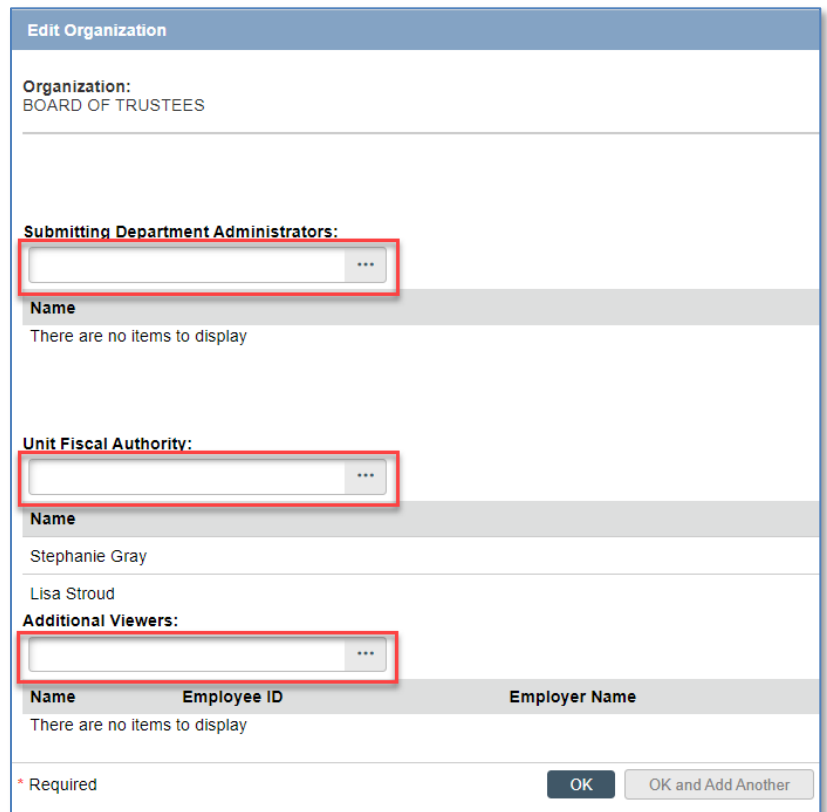 Edit Organization
Organization:
BOARD OF TRUSTEES
Submitting Department Administrators:
...
Name
There are no items to display
Unit Fiscal Authority:
...
Name
Stephanie Gray
Lisa Stroud
Additional Viewers:
...
Name Employee ID Employer Name
There are no items to display
* Required OK OK and Add Another